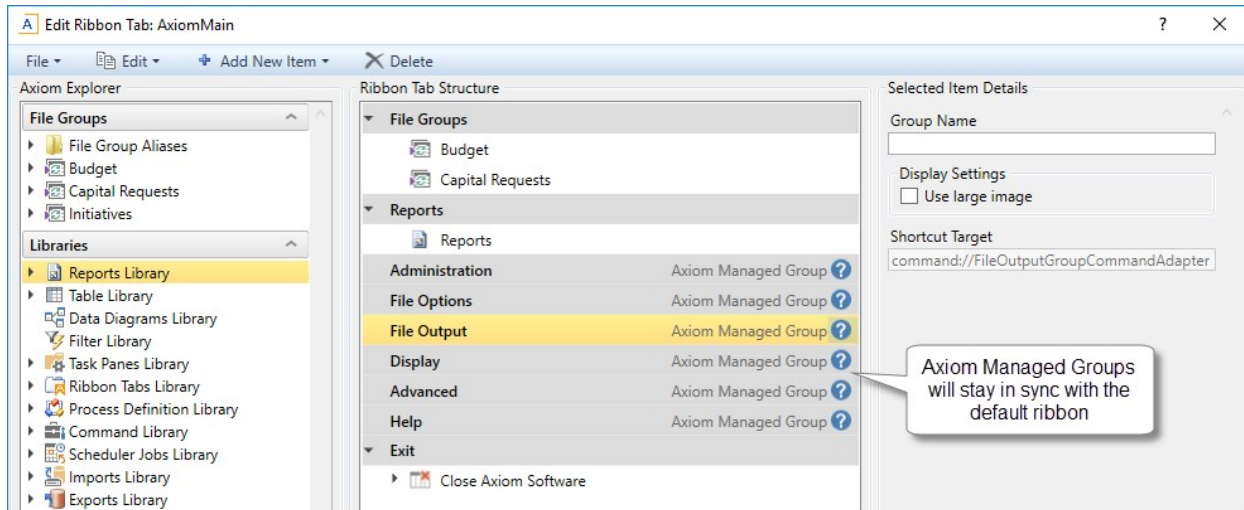 A Edit Ribbon Tab: AxiomMain
?
File
Edit
Add New Item
Delete
Axiom Explorer
File Groups
File Group Aliases
Budget
Capital Requests
Initiatives
Libraries
Reports Library
Table Library
Data Diagrams Library
Filter Library
Task Panes Library
Ribbon Tabs Library
Process Definition Library
Command Library
Scheduler Jobs Library
Imports Library
Exports Library
Ribbon Tab Structure
File Groups
Budget
Capital Requests
Reports
Reports
Administration Axiom Managed Group ?
File Options Axiom Managed Group ?
File Output Axiom Managed Group ?
Display Axiom Managed Group ?
Advanced Axiom Managed Group ?
Help Axiom Managed Group ?
Exit
Close Axiom Software
Selected Item Details
Group Name
Display Settings
Use large image
Shortcut Target
command://FileOutputGroupCommandAdapter
Axiom Managed Groups
will stay in sync with the
default ribbon